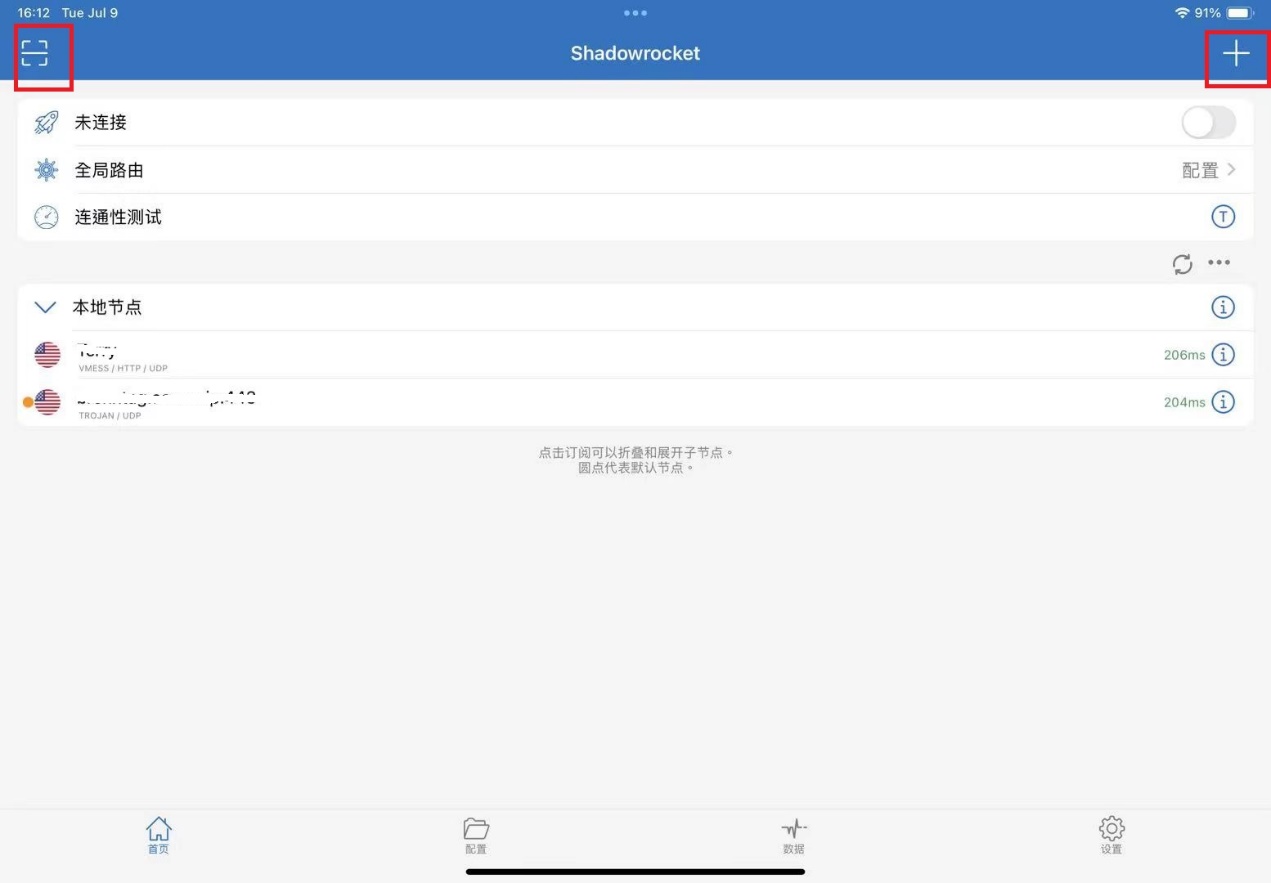 16:12 Tue Jul 9
91%
Shadowrocket
未连接
全局路由
配置
连通性测试
T
本地节点
206ms
VMESS / HTTP / UDP
204ms
TROJAN / UDP
点击订阅可以折叠和展开子节点。
圆点代表默认节点。
首页
配置
数据
设置